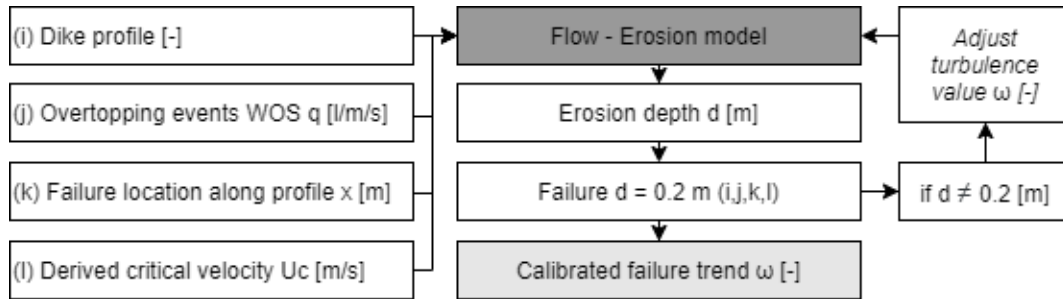 (i) Dike profile [-]
(j) Overtopping events WOS q [l/m/s]
(k) Failure location along profile x [m]
(l) Derived critical velocity Uc [m/s]
Flow - Erosion model
Erosion depth d [m]
Failure d = 0.2 m (i,j,k,l)
Calibrated failure trend ω [-]
if d ≠ 0.2 [m]
Adjust
turbulence
value ω [-]